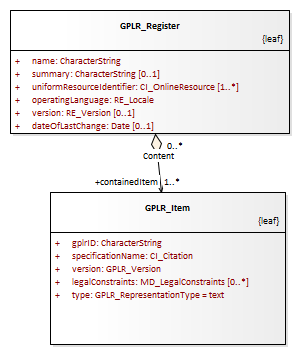 GPLR_Register
{leaf}
+ name: CharacterString
+ summary: CharacterString [0..1]
+ uniformResourceIdentifier: CI_OnlineResource [1..*]
+ operatingLanguage: RE_Locale
+ version: RE_Version [0..1]
+ dateOfLastChange: Date [0..1]
0..*
Content
+containedItem 1..*
GPLR_Item
{leaf}
+ gplrID: CharacterString
+ specificationName: CI_Citation
+ version: GPLR_Version
+ legalConstraints: MD_LegalConstraints [0..*]
+ type: GPLR_RepresentationType = text